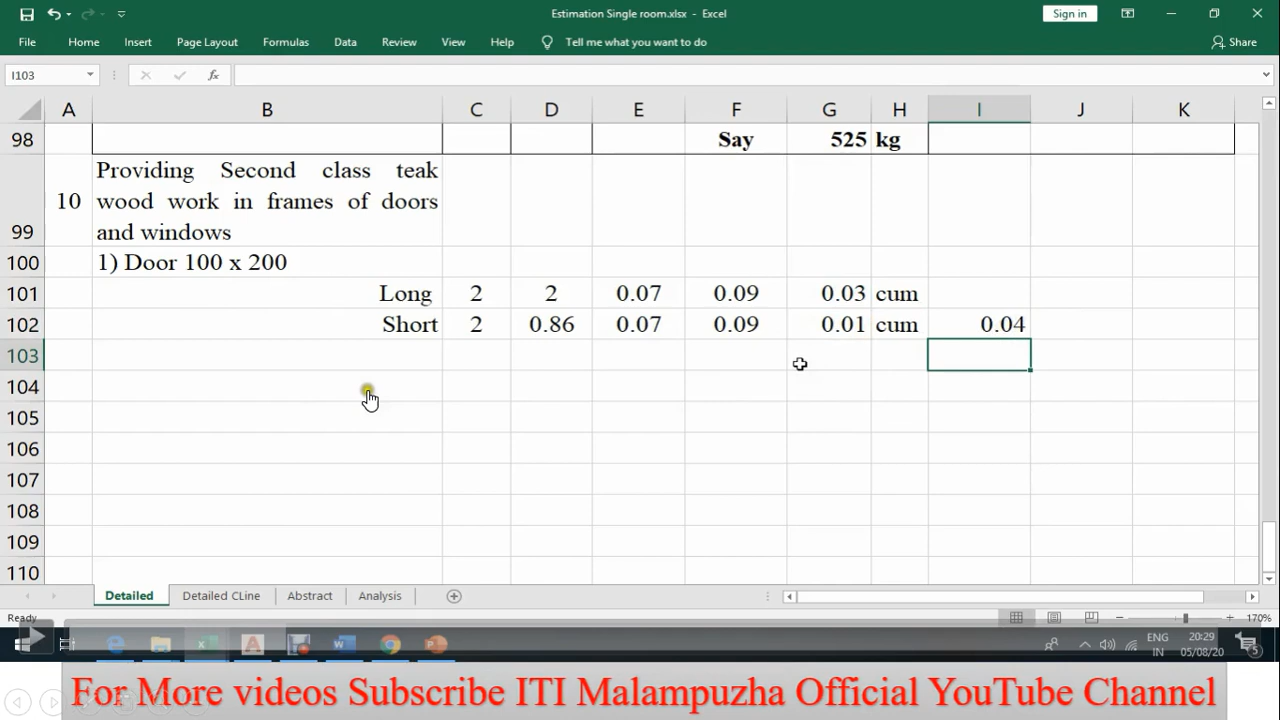 Estimation Single room.xlsx - Excel
Sign in
File Home Insert Page Layout Formulas Data Review View Help Tell me what you want to do Share
I103 fx
A B C D E F G H I J K
98 Say 525 kg
Providing Second class teak
10 wood work in frames of doors
99 and windows
100 1) Door 100 x 200
101 Long 2 2 0.07 0.09 0.03 cum
102 Short 2 0.86 0.07 0.09 0.01 cum 0.04
103
104
105
106
107
108
109
110
Detailed Detailed CLine Abstract Analysis
Ready 170%
ENG 20:29
IN 05/08/20 5
For More videos Subscribe ITI Malampuzha Official YouTube Channel